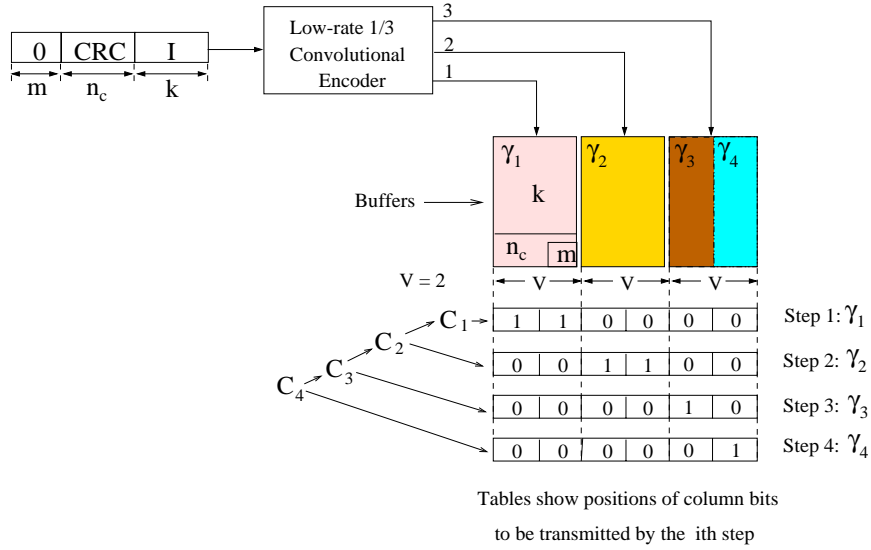 0 CRC I
m n_c k
Low-rate 1/3
Convolutional
Encoder
3
2
1
γ_1 γ_2 γ_3 γ_4
Buffers
k
n_c m
V = 2
V V V
C_1 1 1 0 0 0 0 Step 1: γ_1
C_2 0 0 1 1 0 0 Step 2: γ_2
C_3 0 0 0 0 1 0 Step 3: γ_3
C_4 0 0 0 0 0 1 Step 4: γ_4
Tables show positions of column bits
to be transmitted by the ith step